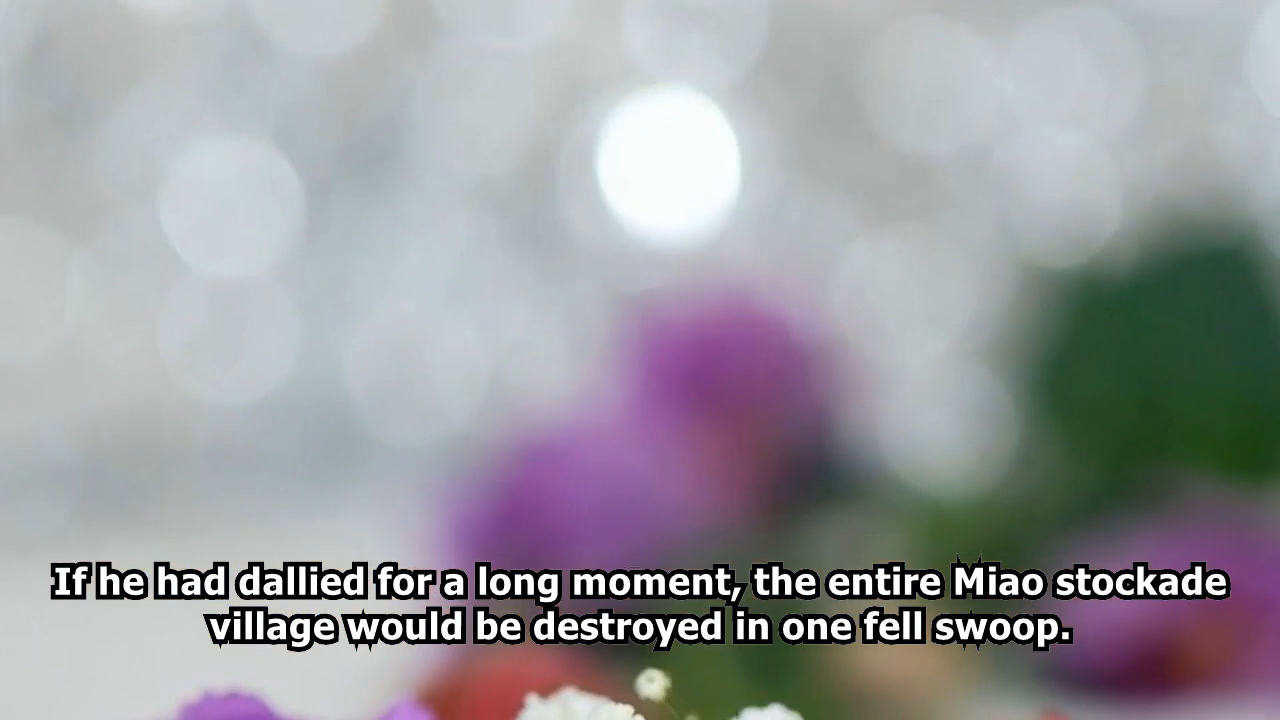 If he had dallied for a long moment, the entire Miao stockade
village would be destroyed in one fell swoop.